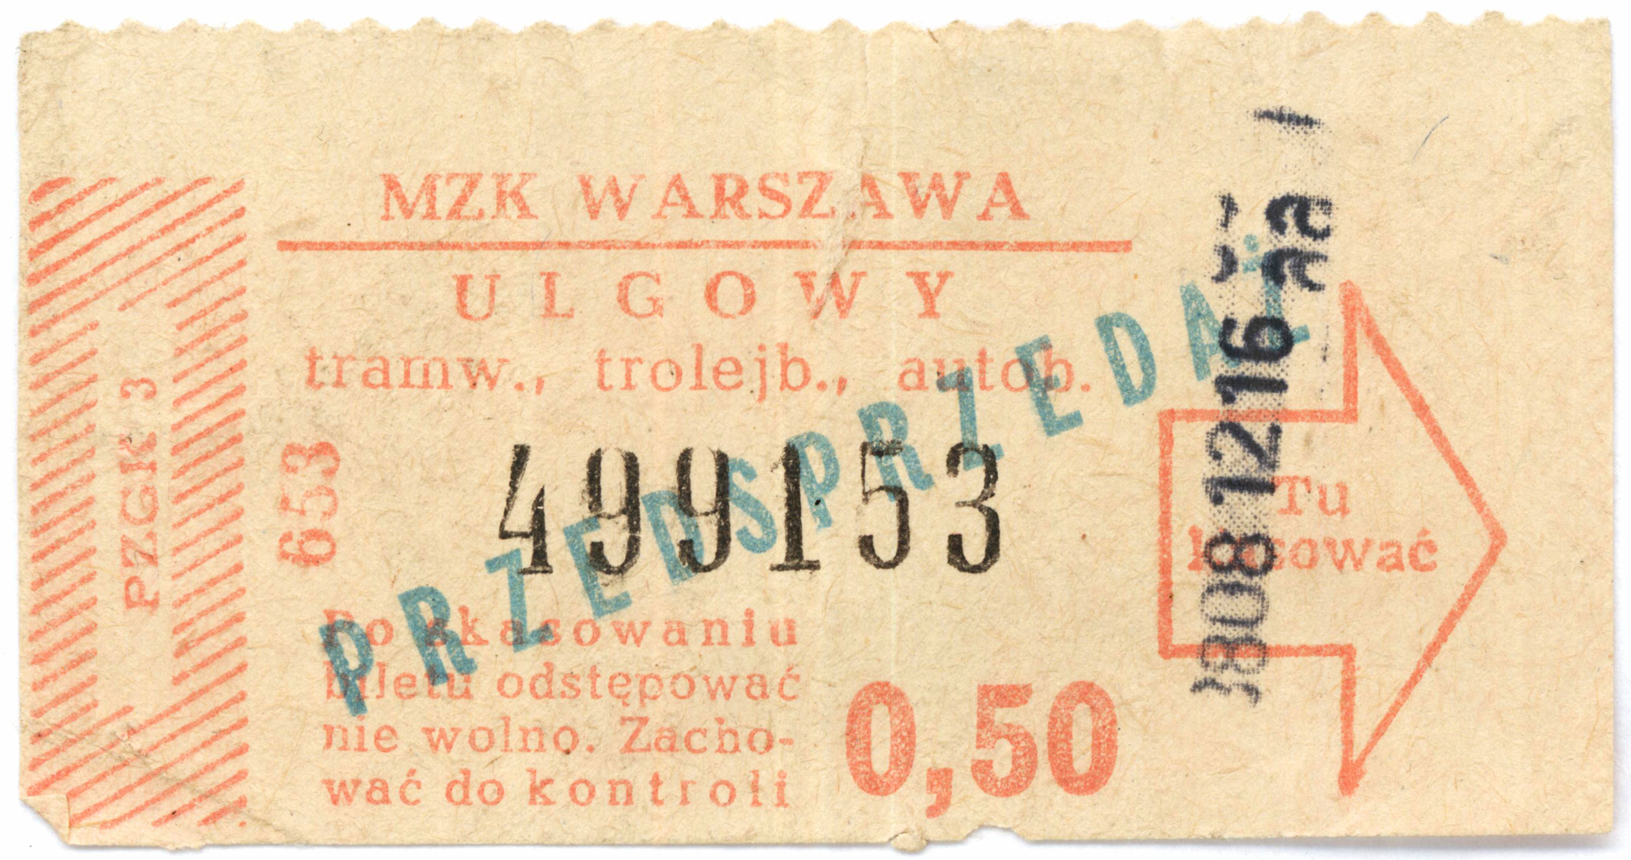 MZK WARSZAWA
ULGOWY
tramw., trolejb., autob.
PZGK 3
653
499153
PRZEDSPRZEDAŻ
Po skasowaniu
biletu odstępować
nie wolno. Zacho-
wać do kontroli
0,50
Tu
kasować